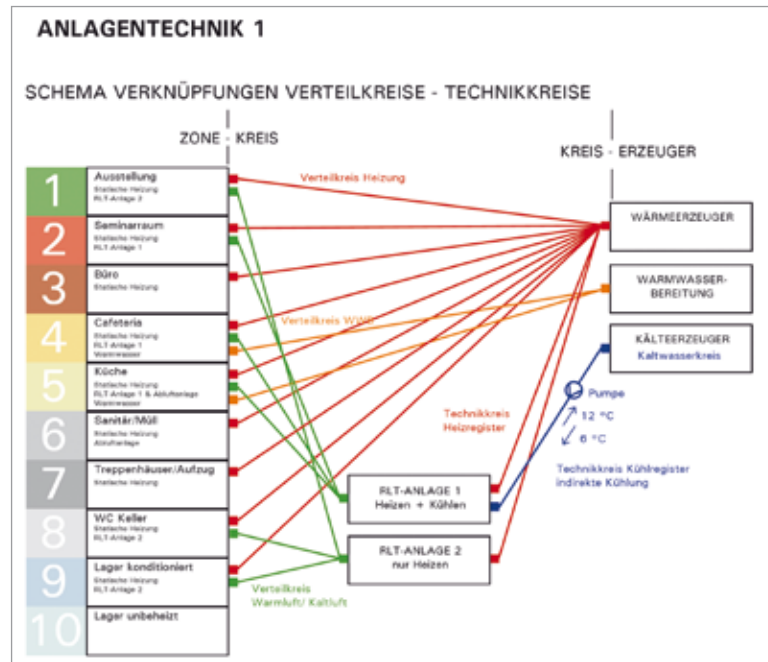 ANLAGENTECHNIK 1
SCHEMA VERKNÜPFUNGEN VERTEILKREISE - TECHNIKKREISE
ZONE - KREIS
KREIS - ERZEUGER
1
Ausstellung
Statische Heizung
RLT-Anlage 2
2
Seminarraum
Statische Heizung
RLT-Anlage 1
3
Büro
Statische Heizung
4
Cafeteria
Statische Heizung
RLT-Anlage 1
Warmwasser
5
Küche
Statische Heizung
RLT-Anlage 1 & Abluftanlage
Warmwasser
6
Sanitär/Müll
Statische Heizung
Abluftanlage
7
Treppenhäuser/Aufzug
Statische Heizung
8
WC Keller
Statische Heizung
RLT-Anlage 2
9
Lager konditioniert
Statische Heizung
RLT-Anlage 2
10
Lager unbeheizt
Verteilkreis Heizung
Verteilkreis WWB
Technikkreis
Heizregister
RLT-ANLAGE 1
Heizen + Kühlen
RLT-ANLAGE 2
nur Heizen
Verteilkreis
Warmluft/ Kaltluft
WÄRMEERZEUGER
WARMWASSER-
BEREITUNG
KÄLTEERZEUGER
Kaltwasserkreis
Pumpe
12 °C
6 °C
Technikkreis Kühlregister
indirekte Kühlung